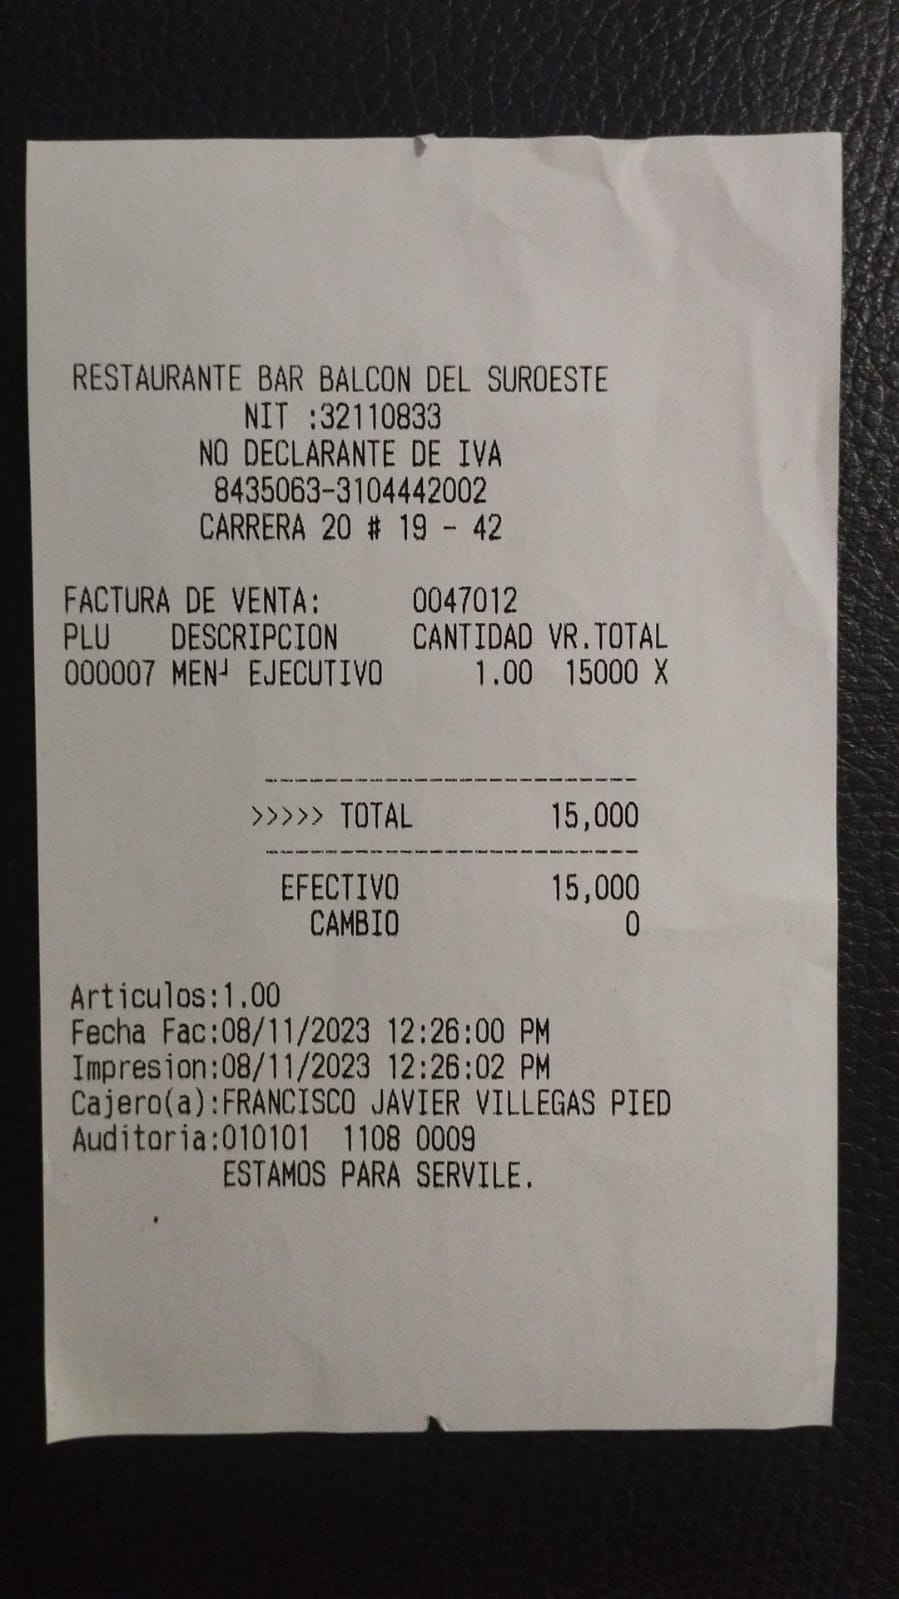 RESTAURANTE BAR BALCON DEL SUROESTE
NIT :32110833
NO DECLARANTE DE IVA
8435063-3104442002
CARRERA 20 # 19 - 42
FACTURA DE VENTA: 0047012
PLU DESCRIPCION CANTIDAD VR.TOTAL
000007 MEN┘ EJECUTIVO 1.00 15000 X
--------------------------
>>>>> TOTAL 15,000
--------------------------
EFECTIVO 15,000
CAMBIO 0
Articulos:1.00
Fecha Fac:08/11/2023 12:26:00 PM
Impresion:08/11/2023 12:26:02 PM
Cajero(a):FRANCISCO JAVIER VILLEGAS PIED
Auditoria:010101 1108 0009
ESTAMOS PARA SERVILE.